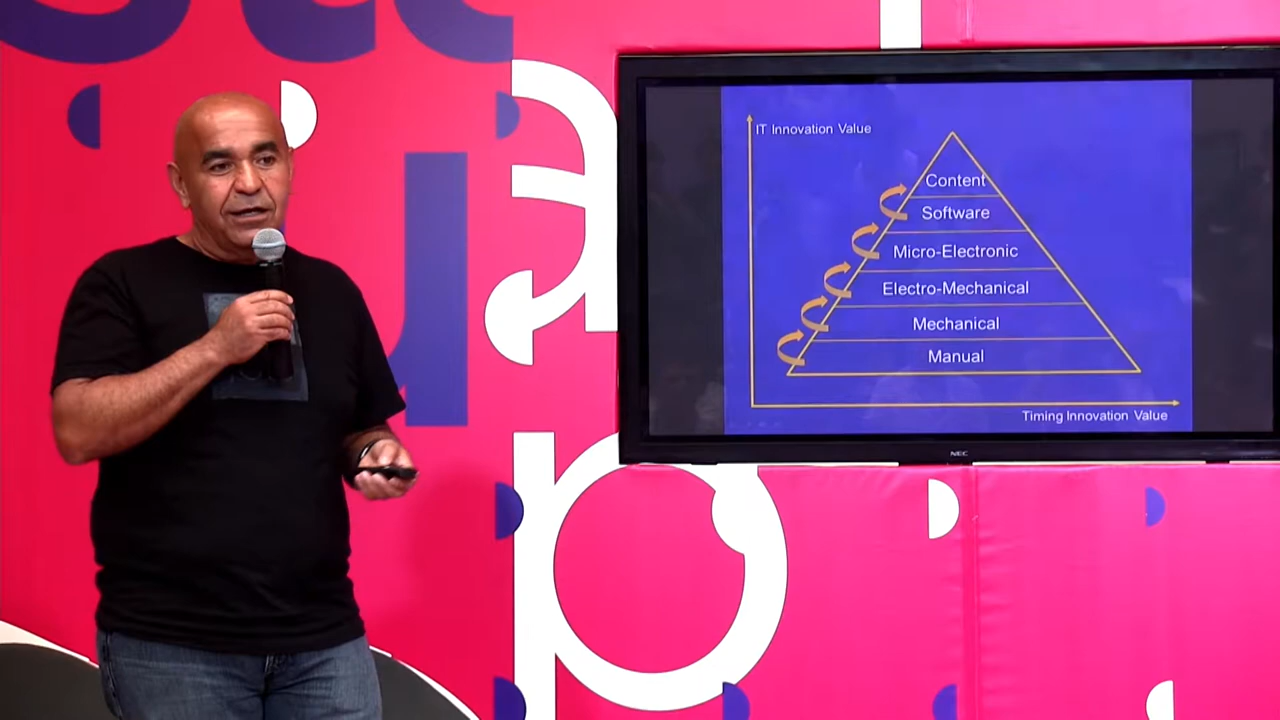 IT Innovation Value
Content
Software
Micro-Electronic
Electro-Mechanical
Mechanical
Manual
Timing Innovation Value
NEC